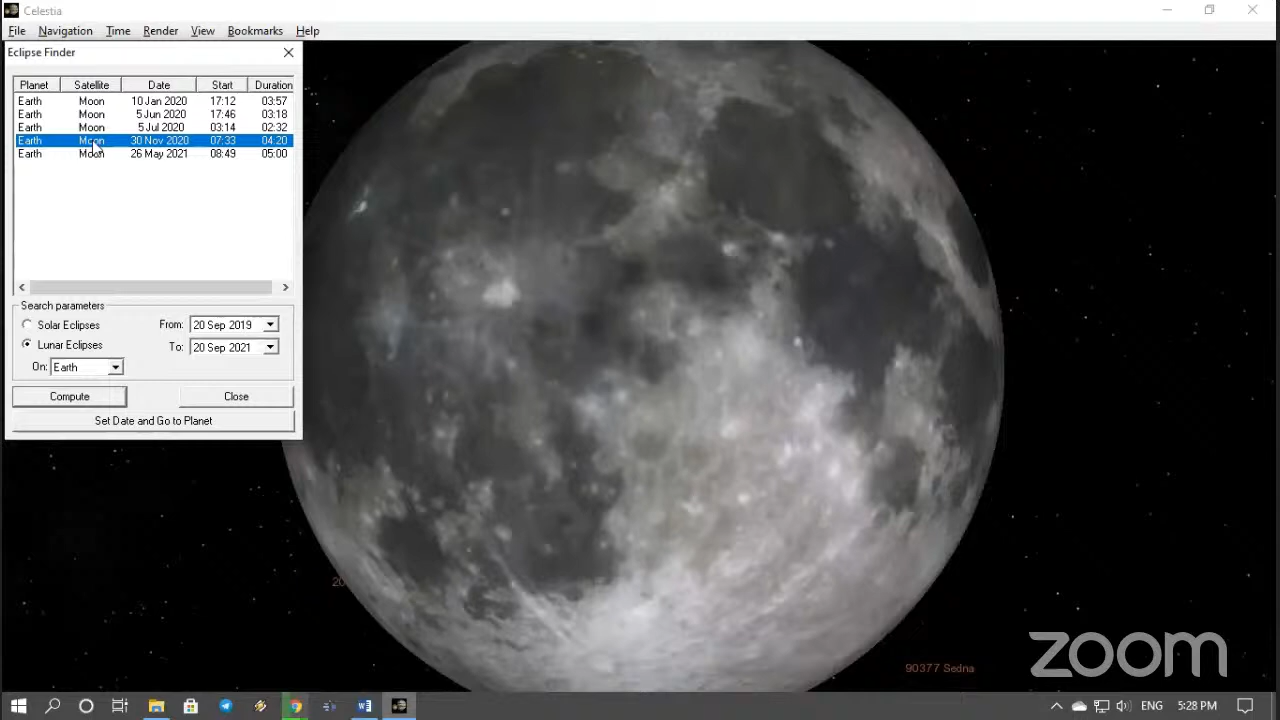 Celestia
File Navigation Time Render View Bookmarks Help
Eclipse Finder
Planet Satellite Date Start Duration
Earth Moon 10 Jan 2020 17:12 03:57
Earth Moon 5 Jun 2020 17:46 03:18
Earth Moon 5 Jul 2020 03:14 02:32
Earth Moon 30 Nov 2020 07:33 04:20
Earth Moon 26 May 2021 08:49 05:00
Search parameters
Solar Eclipses From: 20 Sep 2019
Lunar Eclipses To: 20 Sep 2021
On: Earth
Compute Close
Set Date and Go to Planet
20
90377 Sedna
zoom
ENG 5:28 PM